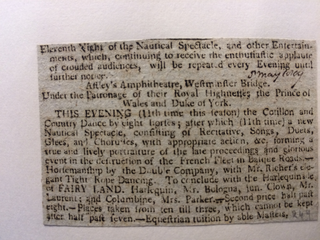 Eleventh Night of the Nautical Spectacle, and other Entertain-
ments, which, continuing to receive the enthusiastic applause
of crouded audiences, will be repeated every Evening until
further notice.
5 May 1809
Astley's Amphitheatre, Westminster Bridge.
Under the Patronage of their Royal Highnesses the Prince of
Wales and Duke of York.
THIS EVENING (11th time this season) the Cotillon and
Country Dance by eight horses; after which (11th time) a new
Nautical Spectacle, consisting of Recitative, Songs, Duets,
Glees, and Chorusses, with appropriate action, &c. forming a
true and lively portraiture of the late proceedings and glorious
event in the destruction of the French Fleet in Basque Roads.—
Horsemanship by the Double Company, with Mr. Richer's ele-
gant Tight Rope Dancing. To conclude with the Harlequinade
of FAIRY LAND. Harlequin, Mr. Bologna, jun. Clown, Mr.
Laurent; and Colombine, Mrs. Parker.—Second price half past
eight.—Places taken from ten till three, which cannot be kept
after half past seven.—Equestrian tuition by able Masters,